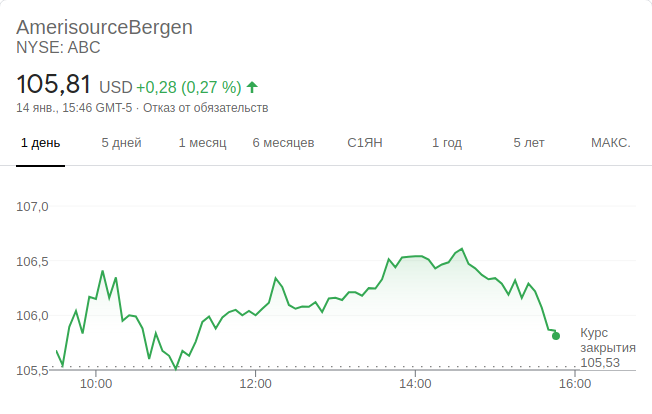 AmerisourceBergen
NYSE: ABC
105,81 USD +0,28 (0,27 %)
14 янв., 15:46 GMT-5 · Отказ от обязательств
1 день 5 дней 1 месяц 6 месяцев С1ЯН 1 год 5 лет МАКС.
107,0
106,5
106,0
105,5
Курс
закрытия
105,53
10:00 12:00 14:00 16:00